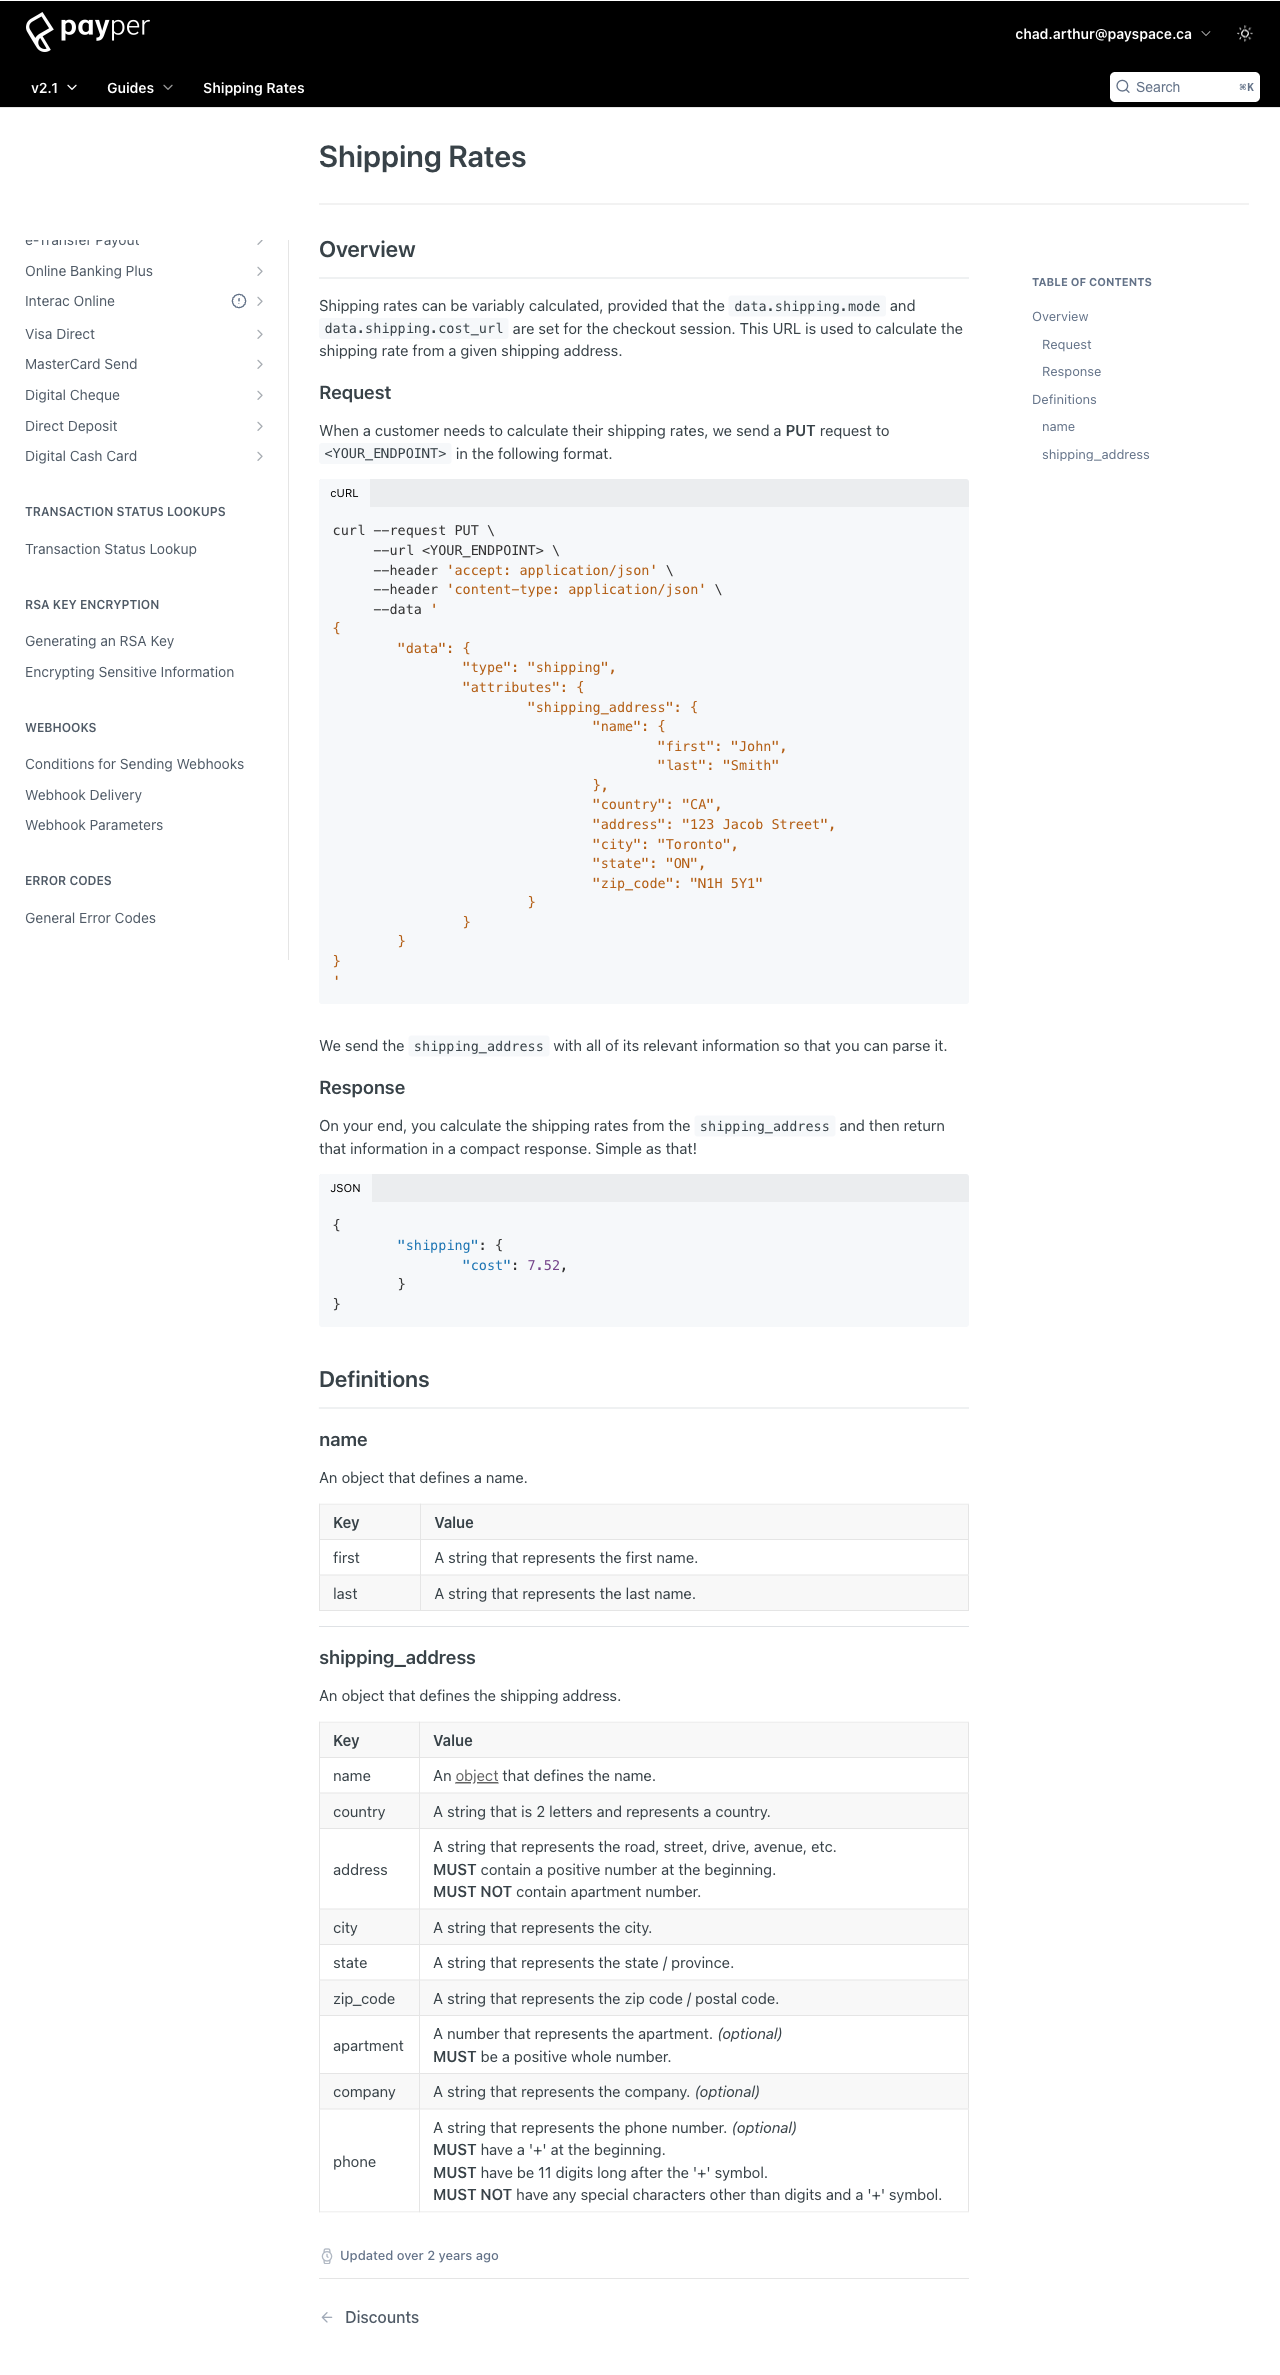 payper
chad.arthur@payspace.ca
v2.1
Guides
Shipping Rates
Search
⌘K
Shipping Rates
e-Transfer Payout
Online Banking Plus
Interac Online
Visa Direct
MasterCard Send
Digital Cheque
Direct Deposit
Digital Cash Card
TRANSACTION STATUS LOOKUPS
Transaction Status Lookup
RSA KEY ENCRYPTION
Generating an RSA Key
Encrypting Sensitive Information
WEBHOOKS
Conditions for Sending Webhooks
Webhook Delivery
Webhook Parameters
ERROR CODES
General Error Codes
Overview
Shipping rates can be variably calculated, provided that the data.shipping.mode and
data.shipping.cost_url are set for the checkout session. This URL is used to calculate the
shipping rate from a given shipping address.
Request
When a customer needs to calculate their shipping rates, we send a PUT request to
<YOUR_ENDPOINT> in the following format.
cURL
curl --request PUT \
     --url <YOUR_ENDPOINT> \
     --header 'accept: application/json' \
     --header 'content-type: application/json' \
     --data '
{
        "data": {
                "type": "shipping",
                "attributes": {
                        "shipping_address": {
                                "name": {
                                        "first": "John",
                                        "last": "Smith"
                                },
                                "country": "CA",
                                "address": "123 Jacob Street",
                                "city": "Toronto",
                                "state": "ON",
                                "zip_code": "N1H 5Y1"
                        }
                }
        }
}
'
We send the shipping_address with all of its relevant information so that you can parse it.
Response
On your end, you calculate the shipping rates from the shipping_address and then return
that information in a compact response. Simple as that!
JSON
{
        "shipping": {
                "cost": 7.52,
        }
}
Definitions
name
An object that defines a name.
Key Value
first A string that represents the first name.
last A string that represents the last name.
shipping_address
An object that defines the shipping address.
Key Value
name An object that defines the name.
country A string that is 2 letters and represents a country.
address A string that represents the road, street, drive, avenue, etc.
MUST contain a positive number at the beginning.
MUST NOT contain apartment number.
city A string that represents the city.
state A string that represents the state / province.
zip_code A string that represents the zip code / postal code.
apartment A number that represents the apartment. (optional)
MUST be a positive whole number.
company A string that represents the company. (optional)
phone A string that represents the phone number. (optional)
MUST have a '+' at the beginning.
MUST have be 11 digits long after the '+' symbol.
MUST NOT have any special characters other than digits and a '+' symbol.
Updated over 2 years ago
← Discounts
TABLE OF CONTENTS
Overview
Request
Response
Definitions
name
shipping_address